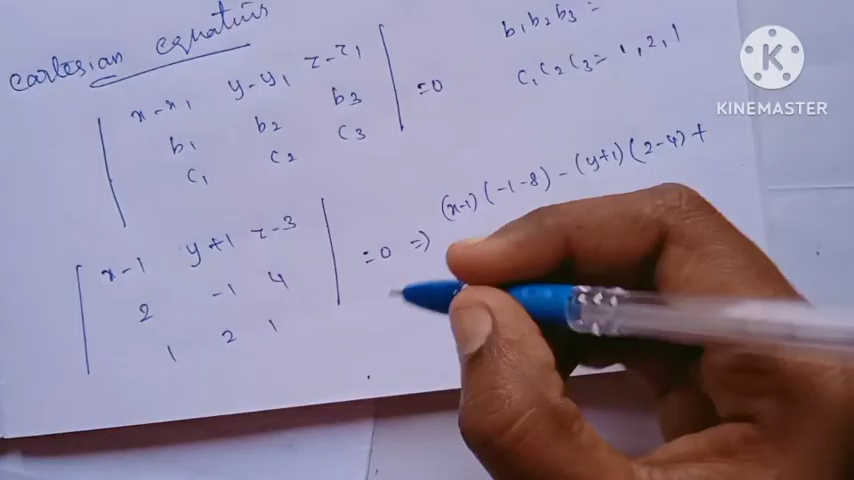 cartesian equation
x-x1 y-y1 z-z1
b1 b2 b3 =0
c1 c2 c3
b1 b2 b3 =
c1 c2 c3 = 1, 2, 1
x-1 y+1 z-3
2 -1 4 =0 ⇒ (x-1) (-1-8) - (y+1) (2-4) +
1 2 1
K
KINEMASTER